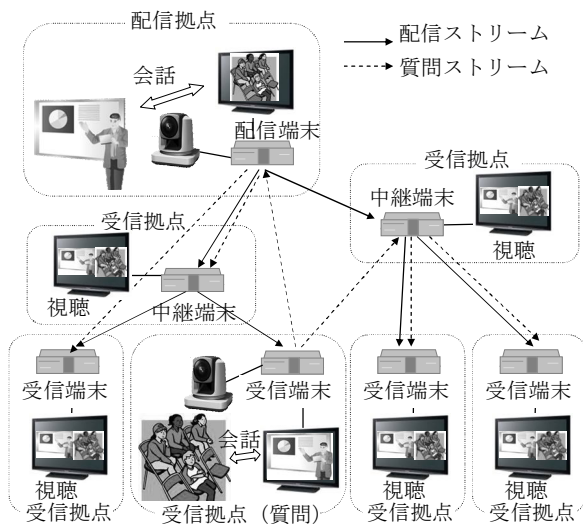 配信拠点
配信ストリーム
質問ストリーム
会話
配信端末
受信拠点
中継端末
視聴
受信拠点
視聴
中継端末
受信端末
受信端末
受信端末
受信端末
会話
視聴
視聴
視聴
受信拠点
受信拠点（質問）
受信拠点
受信拠点